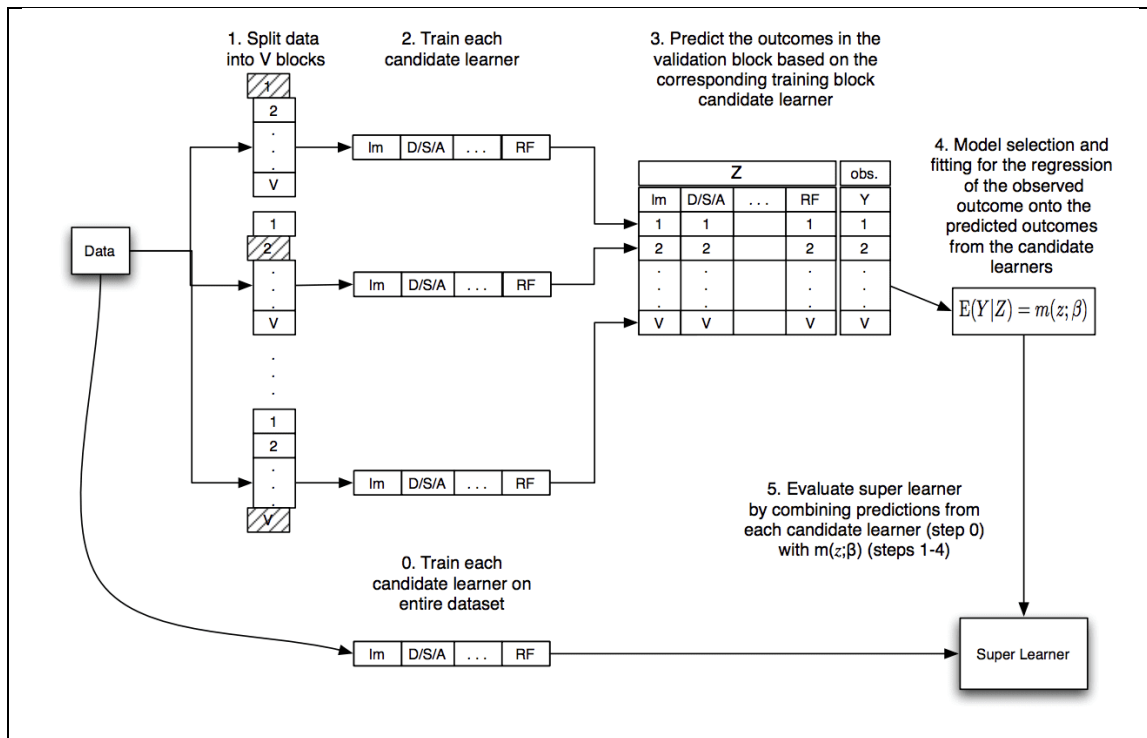 1. Split data
into V blocks
2. Train each
candidate learner
3. Predict the outcomes in the
validation block based on the
corresponding training block
candidate learner
4. Model selection and
fitting for the regression
of the observed
outcome onto the
predicted outcomes
from the candidate
learners
Data
1
2
.
.
.
V
lm D/S/A . . . RF
1
2
.
.
.
V
lm D/S/A . . . RF
.
.
.
1
2
.
.
.
V
lm D/S/A . . . RF
Z obs.
lm D/S/A . . . RF Y
1 1 1 1
2 2 2 2
. . . .
. . . .
. . . .
V V V V
E(Y|Z) = m(z;β)
5. Evaluate super learner
by combining predictions from
each candidate learner (step 0)
with m(z;β) (steps 1-4)
0. Train each
candidate learner on
entire dataset
lm D/S/A . . . RF
Super Learner